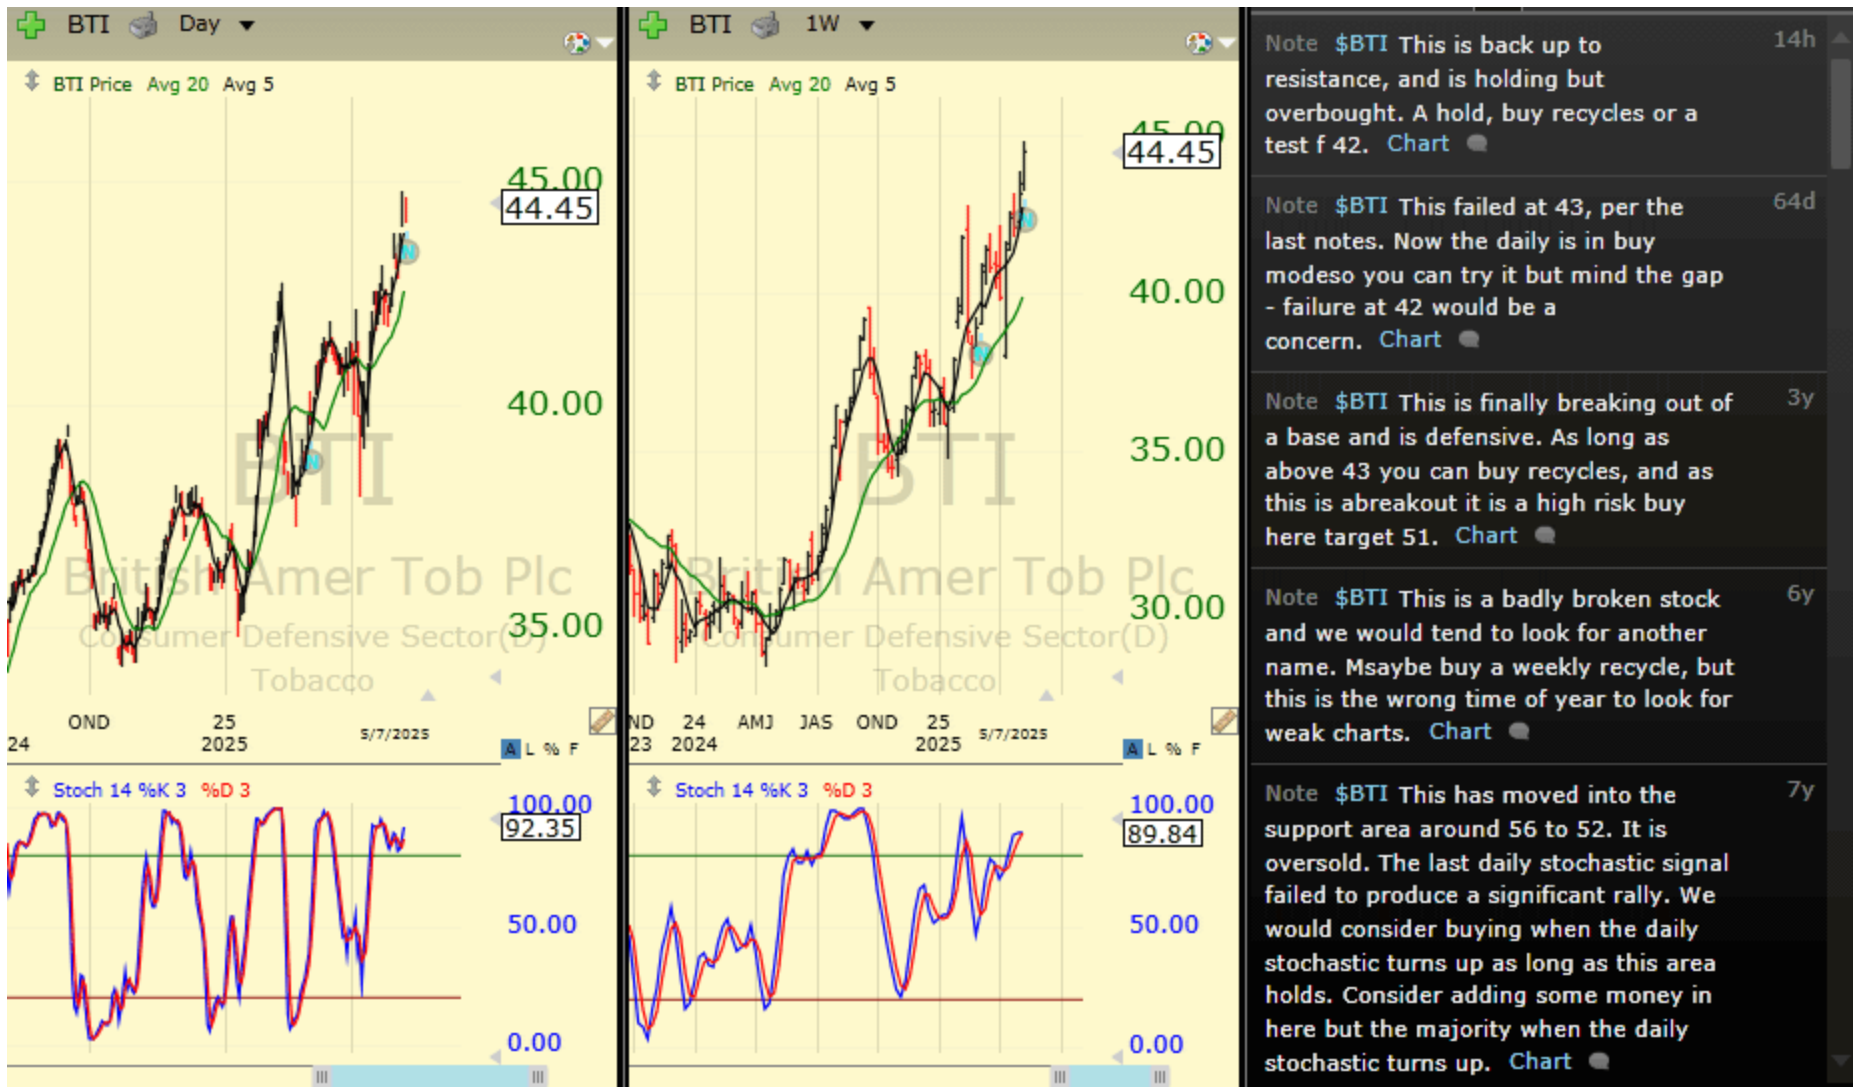 BTI Day
BTI Price Avg 20 Avg 5
45.00
44.45
40.00
35.00
BTI
British Amer Tob Plc
Consumer Defensive Sector(D)
Tobacco
OND 25
24 2025 5/7/2025
A L % F
Stoch 14 %K 3 %D 3
100.00
92.35
50.00
0.00
BTI 1W
BTI Price Avg 20 Avg 5
45.00
44.45
40.00
35.00
30.00
BTI
British Amer Tob Plc
Consumer Defensive Sector(D)
Tobacco
ND 24 AMJ JAS OND 25
23 2024 2025 5/7/2025
A L % F
Stoch 14 %K 3 %D 3
100.00
89.84
50.00
0.00
Note $BTI This is back up to 14h
resistance, and is holding but
overbought. A hold, buy recycles or a
test f 42. Chart
Note $BTI This failed at 43, per the 64d
last notes. Now the daily is in buy
modeso you can try it but mind the gap
- failure at 42 would be a
concern. Chart
Note $BTI This is finally breaking out of 3y
a base and is defensive. As long as
above 43 you can buy recycles, and as
this is abreakout it is a high risk buy
here target 51. Chart
Note $BTI This is a badly broken stock 6y
and we would tend to look for another
name. Msaybe buy a weekly recycle, but
this is the wrong time of year to look for
weak charts. Chart
Note $BTI This has moved into the 7y
support area around 56 to 52. It is
oversold. The last daily stochastic signal
failed to produce a significant rally. We
would consider buying when the daily
stochastic turns up as long as this area
holds. Consider adding some money in
here but the majority when the daily
stochastic turns up. Chart
N
N
N
N